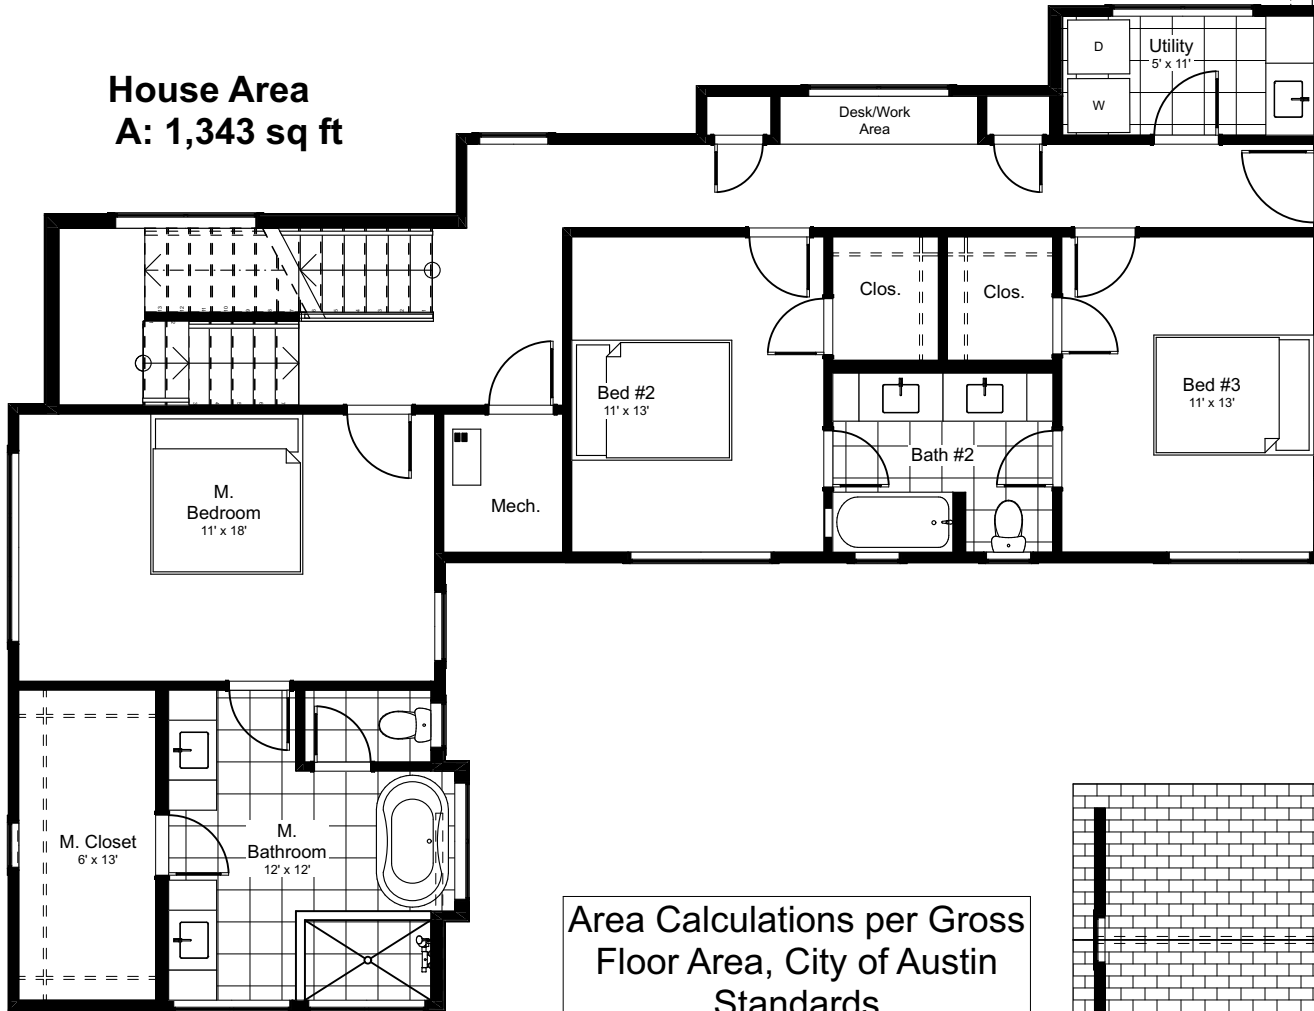 House Area
A: 1,343 sq ft
D
Utility
5' x 11'
W
Desk/Work
Area
Clos.
Clos.
Bed #2
11' x 13'
Bed #3
11' x 13'
Bath #2
M.
Bedroom
11' x 18'
Mech.
M. Closet
6' x 13'
M.
Bathroom
12' x 12'
Area Calculations per Gross
Floor Area, City of Austin
Standards